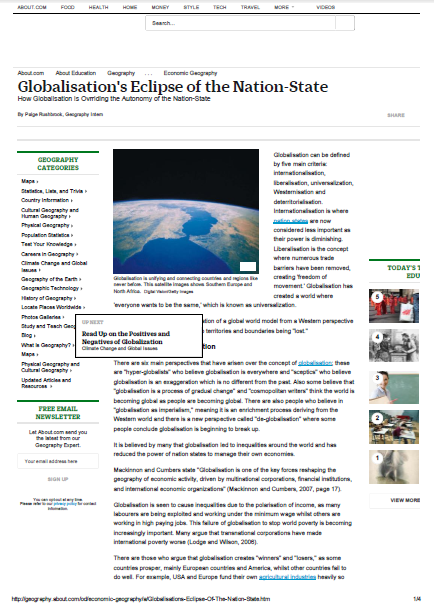 ABOUT.COM FOOD HEALTH HOME MONEY STYLE TECH TRAVEL MORE VIDEOS
Search...
About.com About Education Geography . . . Economic Geography
Globalisation's Eclipse of the Nation-State
How Globalisation Is Overriding the Autonomy of the Nation-State
By Paige Rushbrook, Geography Intern
SHARE
GEOGRAPHY
CATEGORIES
Maps ›
Statistics, Lists, and Trivia ›
Country Information ›
Cultural Geography and
Human Geography ›
Physical Geography ›
Population Statistics ›
Test Your Knowledge ›
Careers in Geography ›
Climate Change and Global
Issues ›
Geography of the Earth ›
Geographic Technology ›
History of Geography ›
Locate Places Worldwide ›
Photos Galleries ›
Study and Teach Geog
Blog ›
What is Geography? ›
Maps ›
Physical Geography and
Cultural Geography ›
Updated Articles and
Resources ›
FREE EMAIL
NEWSLETTER
Let About.com send you
the latest from our
Geography Expert.
Your email address here
SIGN UP
You can opt-out at any time.
Please refer to our privacy policy for contact
information.
Globalisation is unifying and connecting countries and regions like
never before. This satellite images shows Southern Europe and
North Africa. Digital Vision/Getty Images
Globalisation can be defined
by five main criteria:
internationalisation,
liberalisation, universalization,
Westernisation and
deterritorialisation.
Internationalisation is where
nation states are now
considered less important as
their power is diminishing.
Liberalisation is the concept
where numerous trade
barriers have been removed,
creating 'freedom of
movement.' Globalisation has
created a world where
'everyone wants to be the same,' which is known as universalization.
ation of a global world model from a Western perspective
territories and boundaries being "lost."
UP NEXT
Read Up on the Positives and
Negatives of Globalization
Climate Change and Global Issues
tion
There are six main perspectives that have arisen over the concept of globalisation; these
are "hyper-globalists" who believe globalisation is everywhere and "sceptics" who believe
globalisation is an exaggeration which is no different from the past. Also some believe that
"globalisation is a process of gradual change" and "cosmopolitan writers" think the world is
becoming global as people are becoming global. There are also people who believe in
"globalisation as imperialism," meaning it is an enrichment process deriving from the
Western world and there is a new perspective called "de-globalisation" where some
people conclude globalisation is beginning to break up.
It is believed by many that globalisation led to inequalities around the world and has
reduced the power of nation states to manage their own economies.
Mackinnon and Cumbers state "Globalisation is one of the key forces reshaping the
geography of economic activity, driven by multinational corporations, financial institutions,
and international economic organizations" (Mackinnon and Cumbers, 2007, page 17).
Globalisation is seen to cause inequalities due to the polarisation of income, as many
labourers are being exploited and working under the minimum wage whilst others are
working in high paying jobs. This failure of globalisation to stop world poverty is becoming
increasingly important. Many argue that transnational corporations have made
international poverty worse (Lodge and Wilson, 2006).
There are those who argue that globalisation creates "winners" and "losers," as some
countries prosper, mainly European countries and America, whilst other countries fail to
do well. For example, USA and Europe fund their own agricultural industries heavily so
TODAY'S T
EDU
5
4
3
2
1
VIEW MORE
http://geography.about.com/od/economic-geography/a/Globalisations-Eclipse-Of-The-Nation-State.htm
1/4